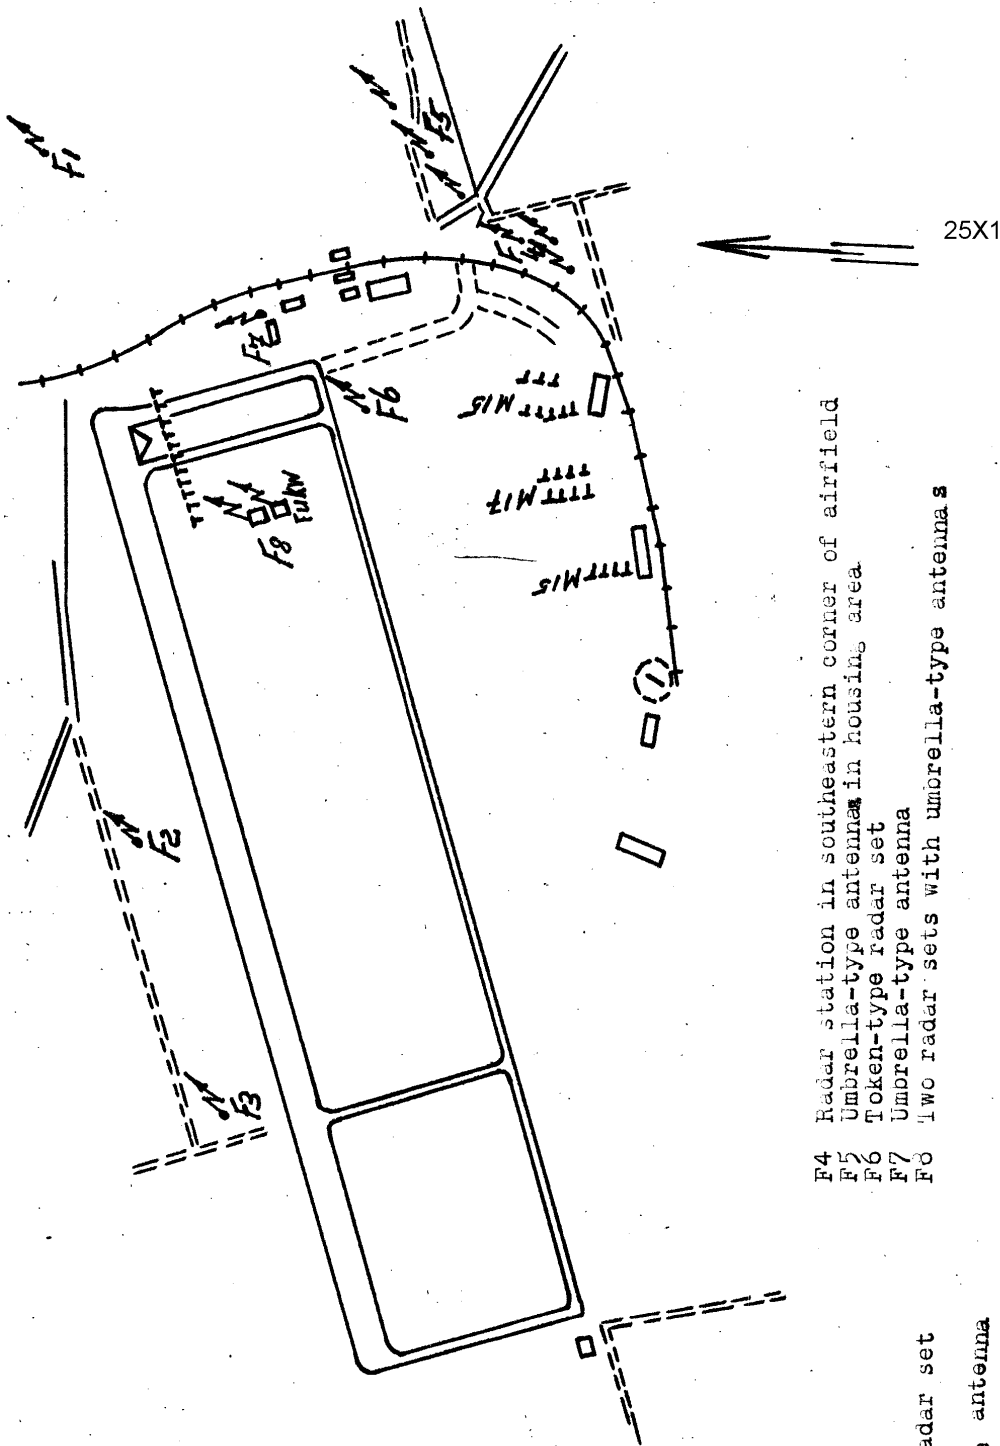 25X1
F1
F5
F4
F7
F6
F8
FuKW
M15
M17
M15
F2
F3
F4 Radar station in southeastern corner of airfield
F5 Umbrella-type antennas in housing area
F6 Token-type radar set
F7 Umbrella-type antenna
F8 Two radar sets with umbrella-type antennas
adar set
antenna